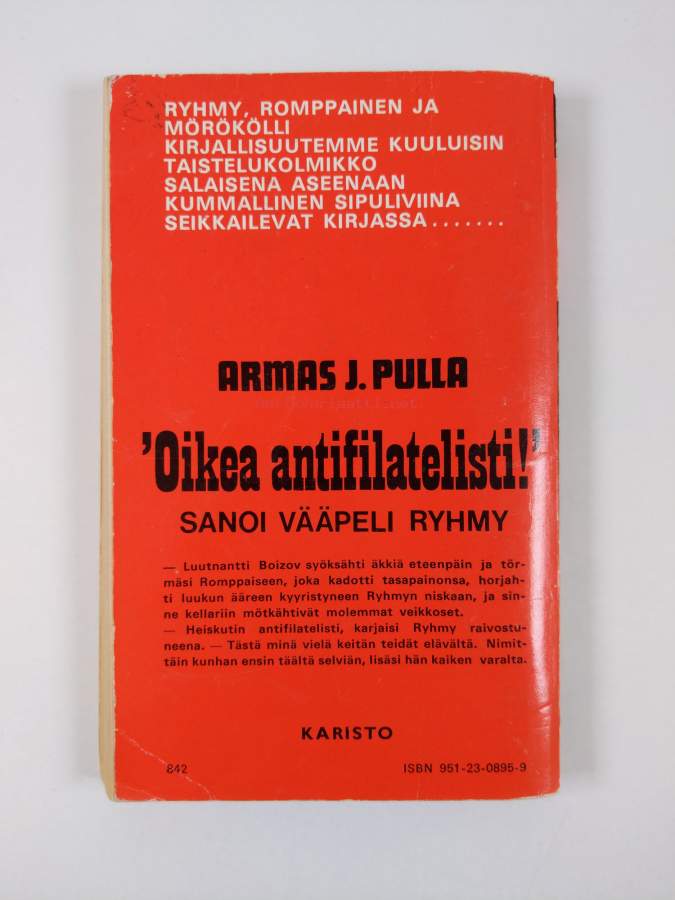 RYHMY, ROMPPAINEN JA
MÖRÖKÖLLI
KIRJALLISUUTEMME KUULUISIN
TAISTELUKOLMIKKO
SALAISENA ASEENAAN
KUMMALLINEN SIPULIVIINA
SEIKKAILEVAT KIRJASSA.......
ARMAS J. PULLA
'Oikea antifilatelisti!'
SANOI VÄÄPELI RYHMY
— Luutnantti Boizov syöksähti äkkiä eteenpäin ja tör-
mäsi Romppaiseen, joka kadotti tasapainonsa, horjah-
ti luukun ääreen kyyristyneen Ryhmyn niskaan, ja sin-
ne kellariin mötkähtivät molemmat veikkoset.
— Heiskutin antifilatelisti, karjaisi Ryhmy raivostu-
neena. — Tästä minä vielä keitän teidät elävältä. Nimit-
täin kunhan ensin täältä selviän, lisäsi hän kaiken varalta.
KARISTO
842 ISBN 951-23-0895-9